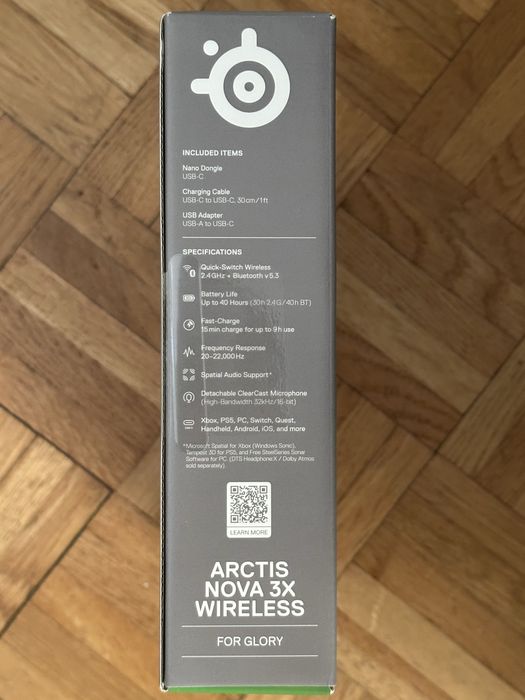 INCLUDED ITEMS
Nano Dongle
USB-C
Charging Cable
USB-C to USB-C, 30cm/1ft
USB Adapter
USB-A to USB-C
SPECIFICATIONS
Quick-Switch Wireless
2.4GHz + Bluetooth v5.3
Battery Life
Up to 40 Hours (30h 2.4G/40h BT)
Fast-Charge
15min charge for up to 9h use
Frequency Response
20–22,000Hz
Spatial Audio Support*
Detachable ClearCast Microphone
(High-Bandwidth 32kHz/16-bit)
Xbox, PS5, PC, Switch, Quest,
Handheld, Android, iOS, and more
*Microsoft Spatial for Xbox (Windows Sonic),
Tempest 3D for PS5, and Free SteelSeries Sonar
Software for PC. (DTS Headphone:X / Dolby Atmos
sold separately).
LEARN MORE
ARCTIS
NOVA 3X
WIRELESS
FOR GLORY